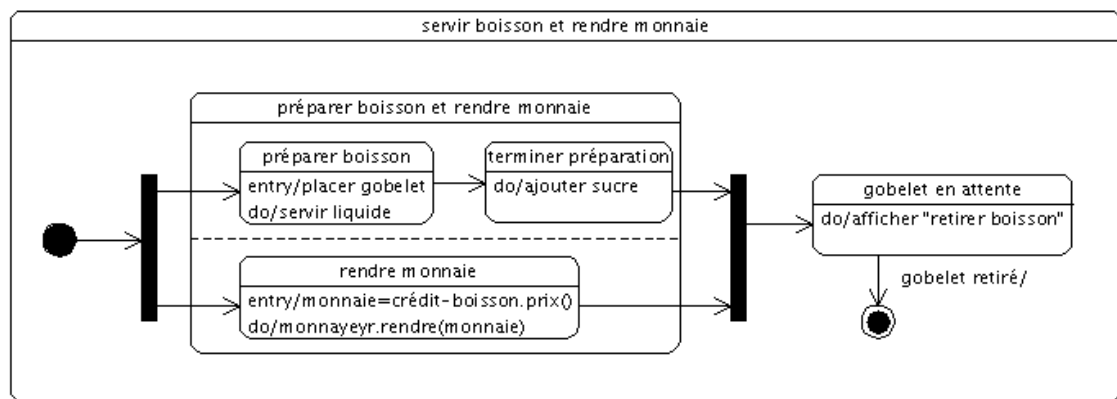 servir boisson et rendre monnaie
préparer boisson et rendre monnaie
préparer boisson
entry/placer gobelet
do/servir liquide
terminer préparation
do/ajouter sucre
rendre monnaie
entry/monnaie=crédit-boisson.prix()
do/monnayeyr.rendre(monnaie)
gobelet en attente
do/afficher "retirer boisson"
gobelet retiré/